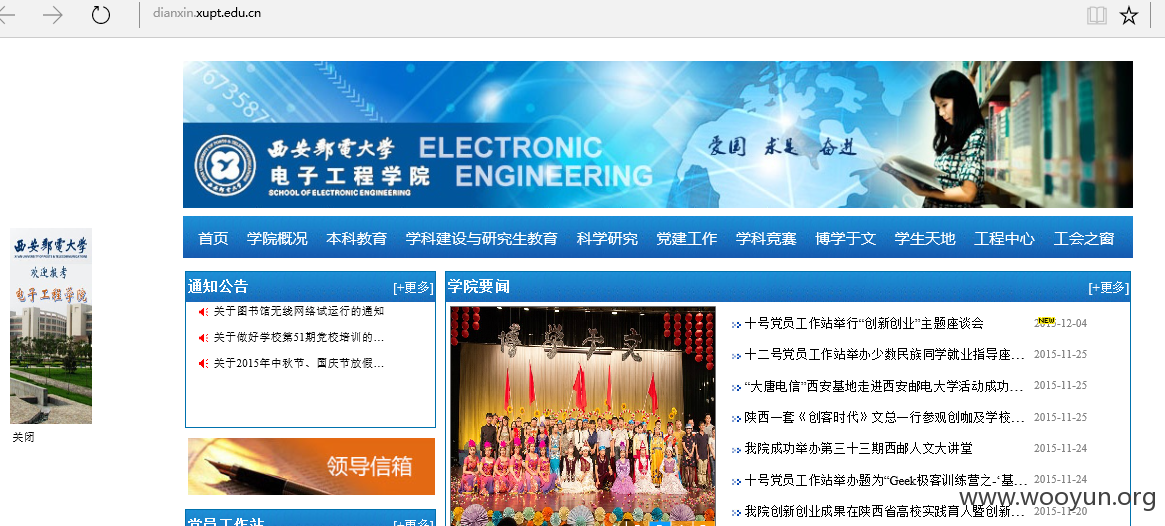 dianxin.xupt.edu.cn
西安邮电大学
电子工程学院
SCHOOL OF ELECTRONIC ENGINEERING
ELECTRONIC
ENGINEERING
爱国 求是 奋进
首页 学院概况 本科教育 学科建设与研究生教育 科学研究 党建工作 学科竞赛 博学于文 学生天地 工程中心 工会之窗
西安邮电大学
欢迎报考
电子工程学院
关闭
通知公告 [+更多]
关于图书馆无线网络试运行的通知
关于做好学校第51期党校培训的...
关于2015年中秋节、国庆节放假...
领导信箱
党员工作站 [+更多]
学院要闻 [+更多]
博学于文
十号党员工作站举行“创新创业”主题座谈会 NEW 2015-12-04
十二号党员工作站举办少数民族同学就业指导座... 2015-11-25
“大唐电信”西安基地走进西安邮电大学活动成功... 2015-11-25
陕西一套《创客时代》文总一行参观创咖及学校... 2015-11-25
我院成功举办第三十三期西邮人文大讲堂 2015-11-24
十号党员工作站举办题为“Geek极客训练营之-‘基... 2015-11-24
我院创新创业成果在陕西省高校实践育人暨创新... 2015-11-20
www.wooyun.org